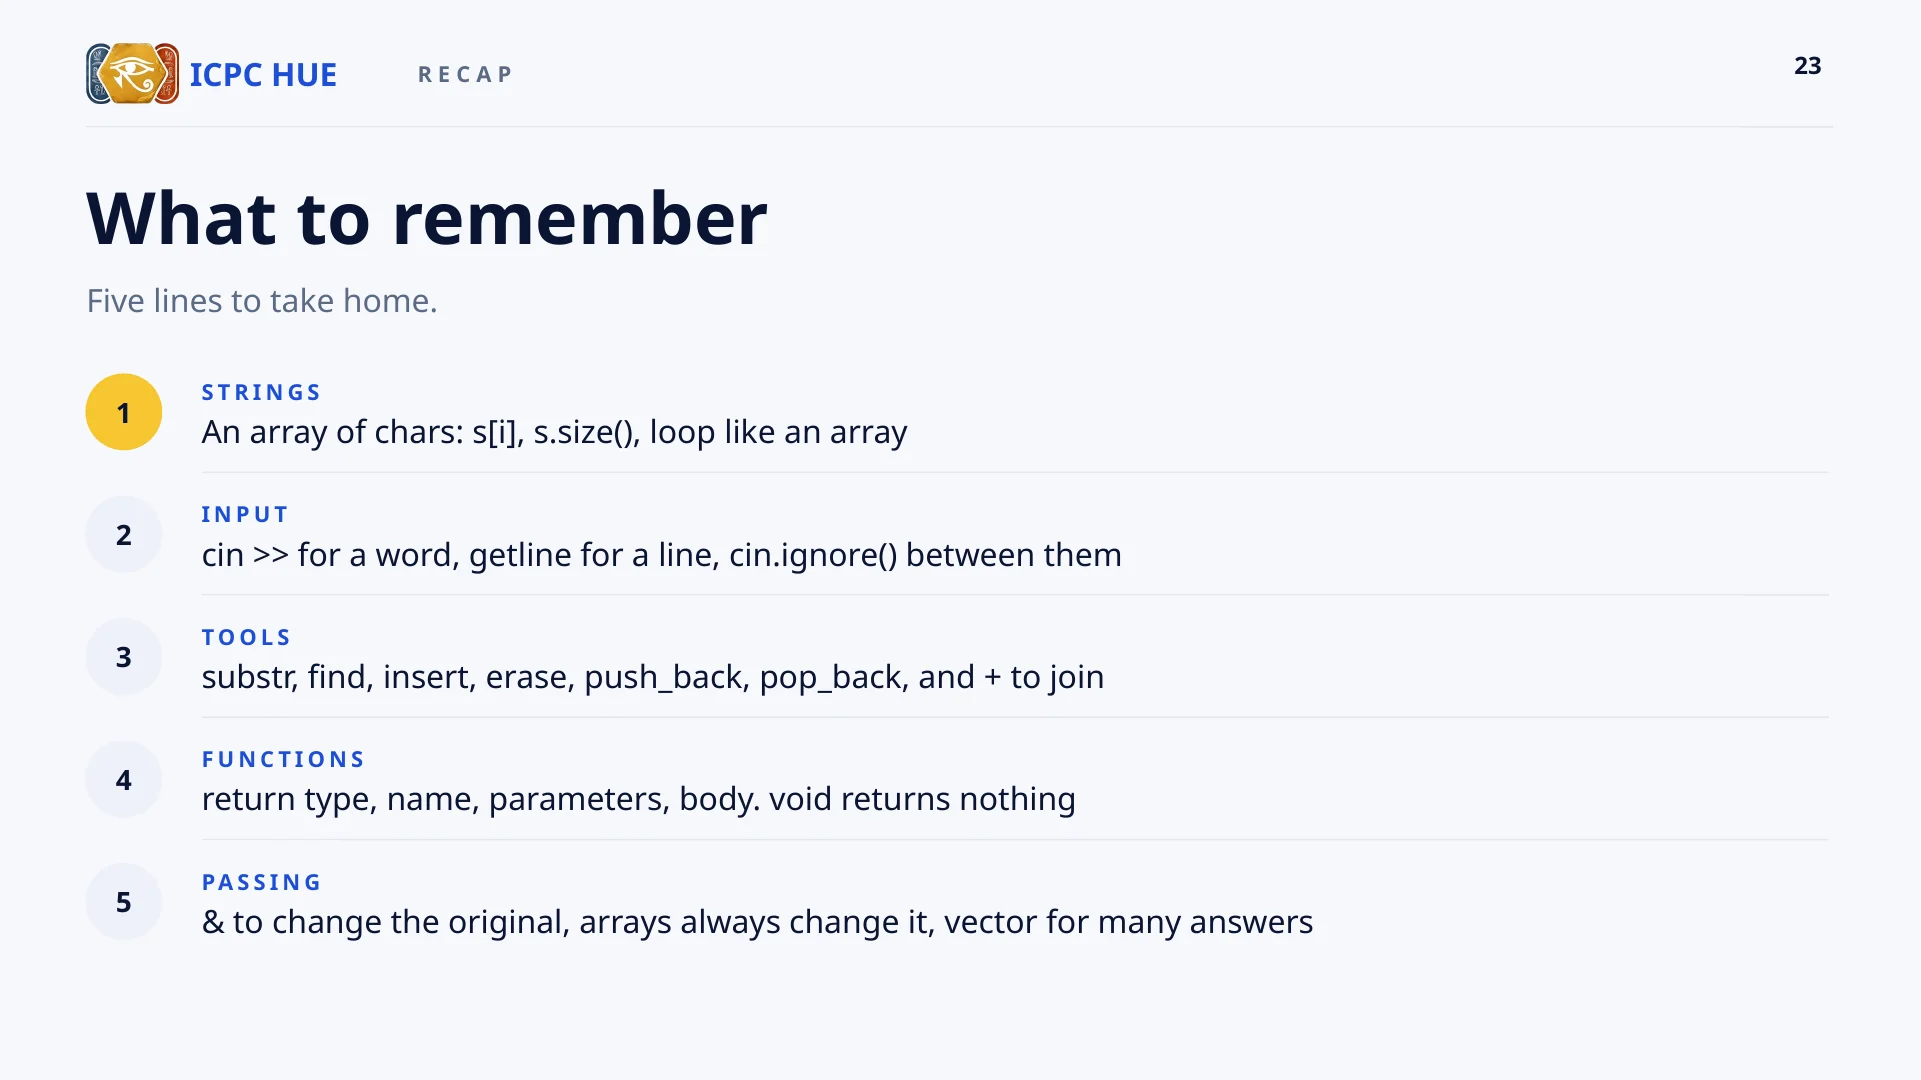 ICPC HUE
RECAP
23
What to remember
Five lines to take home.
1
STRINGS
An array of chars: s[i], s.size(), loop like an array
2
INPUT
cin >> for a word, getline for a line, cin.ignore() between them
3
TOOLS
substr, find, insert, erase, push_back, pop_back, and + to join
4
FUNCTIONS
return type, name, parameters, body. void returns nothing
5
PASSING
& to change the original, arrays always change it, vector for many answers